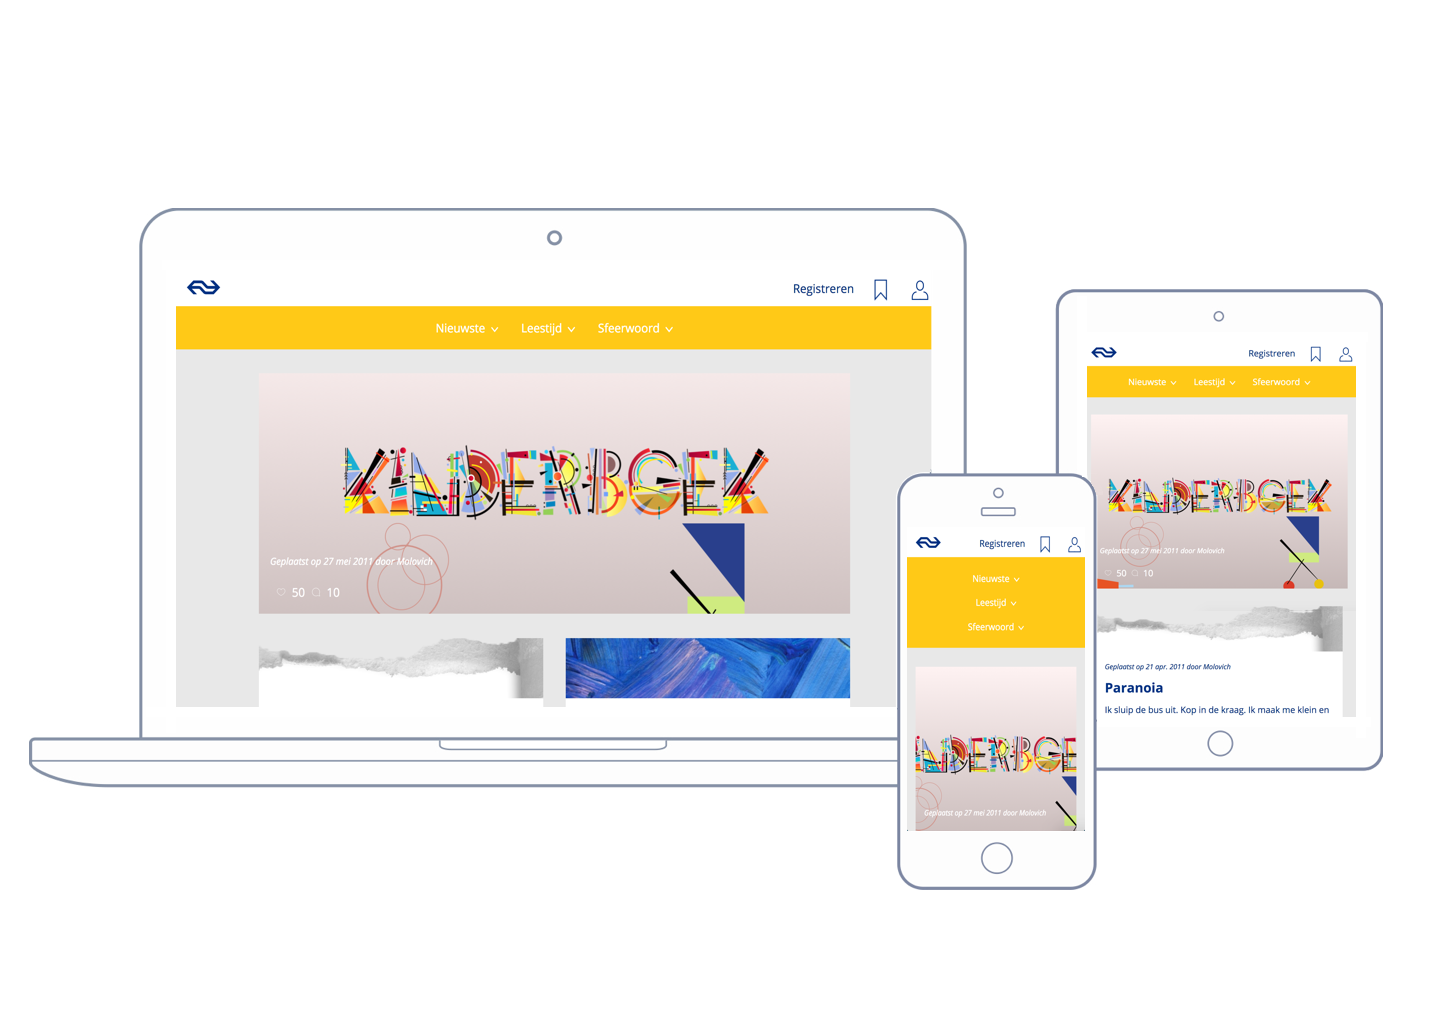 Registreren
Nieuwste
Leestijd
Sfeerwoord
KINDERBOEK
Geplaatst op 27 mei 2011 door Molovich
50
10
Registreren
Nieuwste
Leestijd
Sfeerwoord
KINDERBOEK
Geplaatst op 27 mei 2011 door Molovich
Registreren
Nieuwste
Leestijd
Sfeerwoord
KINDERBOEK
Geplaatst op 27 mei 2011 door Molovich
50
10
Geplaatst op 21 apr. 2011 door Molovich
Paranoia
Ik sluip de bus uit. Kop in de kraag. Ik maak me klein en